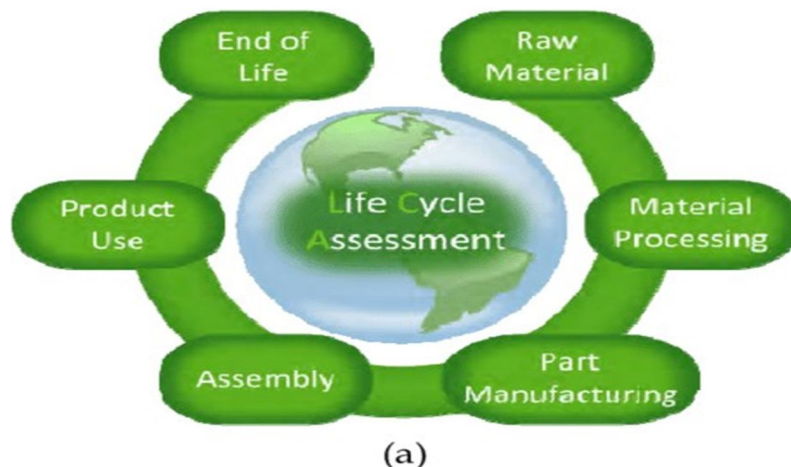 End of
Life
Raw
Material
Product
Use
Life Cycle
Assessment
Material
Processing
Assembly
Part
Manufacturing
(a)